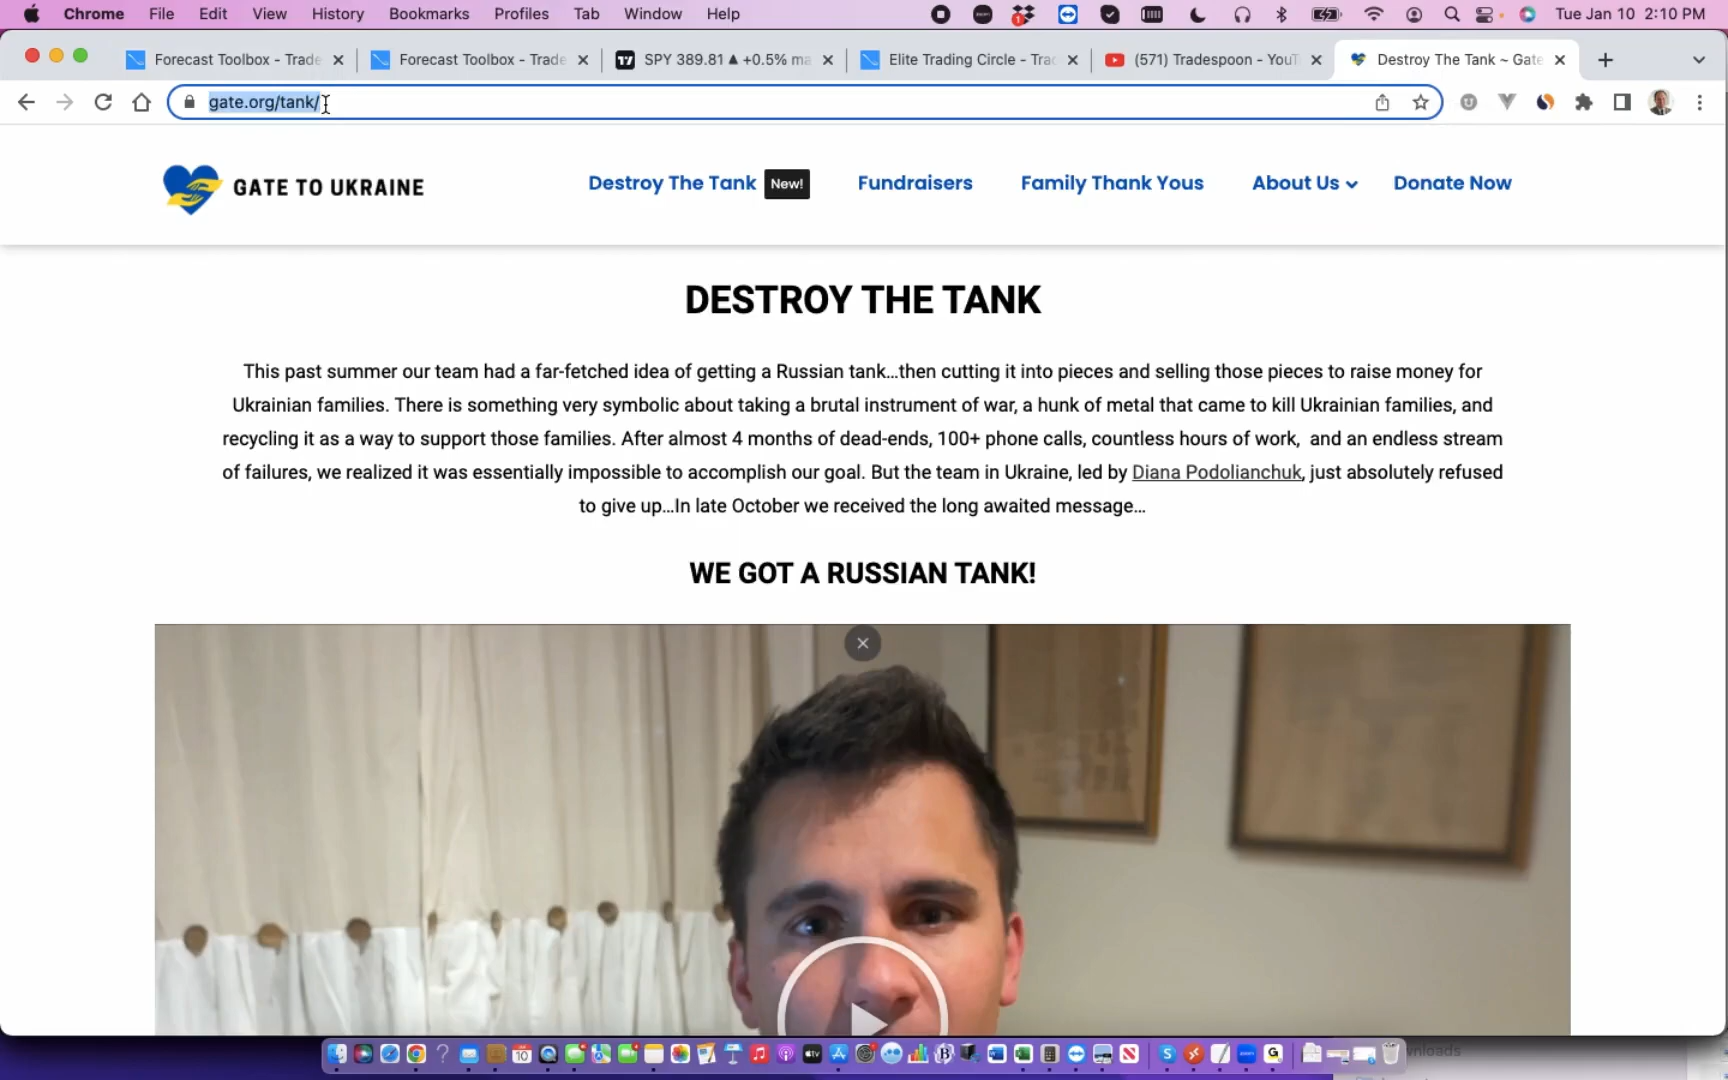 Chrome File Edit View History Bookmarks Profiles Tab Window Help Tue Jan 10 2:10 PM
Forecast Toolbox - Trade Forecast Toolbox - Trade SPY 389.81 ▲ +0.5% ma Elite Trading Circle - Tra (571) Tradespoon - YouT Destroy The Tank ~ Gate
gate.org/tank/
GATE TO UKRAINE Destroy The Tank New! Fundraisers Family Thank Yous About Us Donate Now
DESTROY THE TANK
This past summer our team had a far-fetched idea of getting a Russian tank…then cutting it into pieces and selling those pieces to raise money for
Ukrainian families. There is something very symbolic about taking a brutal instrument of war, a hunk of metal that came to kill Ukrainian families, and
recycling it as a way to support those families. After almost 4 months of dead-ends, 100+ phone calls, countless hours of work, and an endless stream
of failures, we realized it was essentially impossible to accomplish our goal. But the team in Ukraine, led by Diana Podolianchuk, just absolutely refused
to give up…In late October we received the long awaited message…
WE GOT A RUSSIAN TANK!